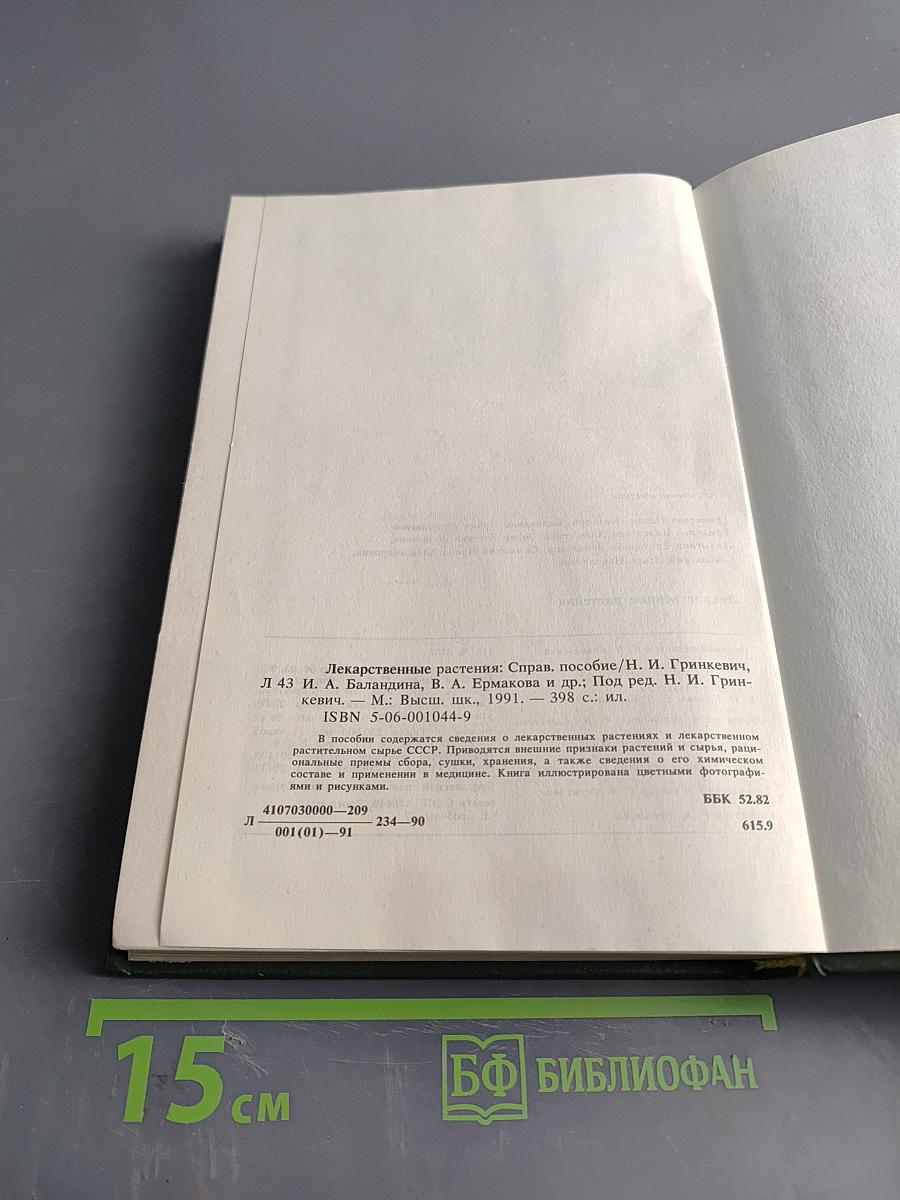 Лекарственные растения: Справ. пособие/Н. И. Гринкевич,
Л 43 И. А. Баландина, В. А. Ермакова и др.; Под ред. Н. И. Грин-
кевич. — М.: Высш. шк., 1991. — 398 с.: ил.
ISBN 5-06-001044-9
В пособии содержатся сведения о лекарственных растениях и лекарственном
растительном сырье СССР. Приводятся внешние признаки растений и сырья, раци-
ональные приемы сбора, сушки, хранения, а также сведения о его химическом
составе и применении в медицине. Книга иллюстрирована цветными фотографи-
ями и рисунками.
ББК 52.82
4107030000—209
Л 234—90
001(01)—91
615.9
15 см
БФ БИБЛИОФАН